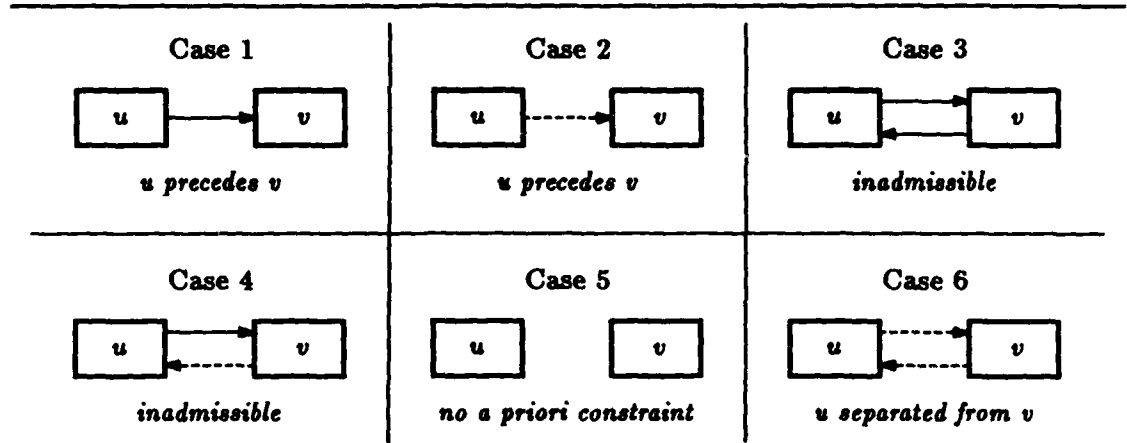 Case 1
u
v
u precedes v
Case 2
u
v
u precedes v
Case 3
u
v
inadmissible
Case 4
u
v
inadmissible
Case 5
u
v
no a priori constraint
Case 6
u
v
u separated from v